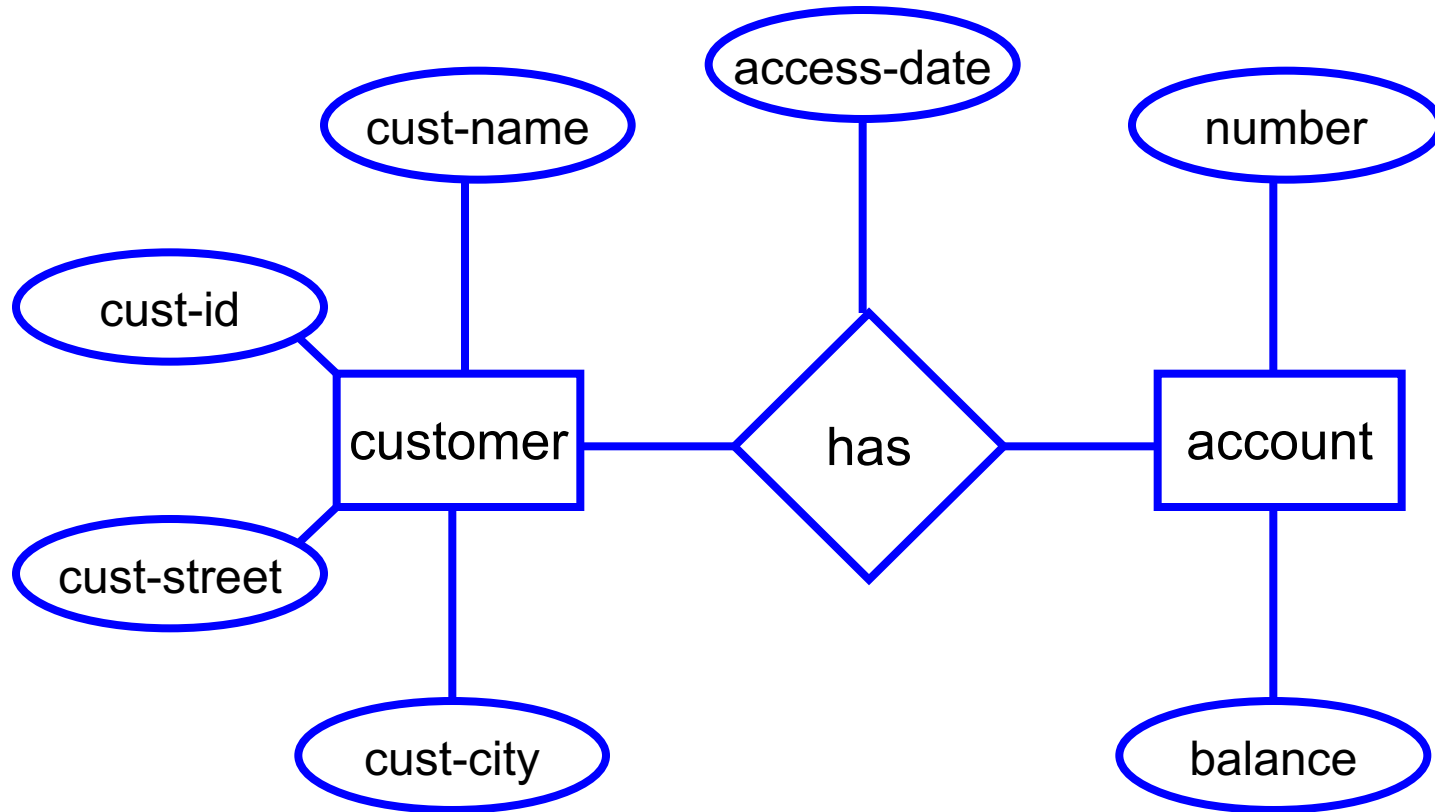 access-date
cust-name
number
cust-id
customer
has
account
cust-street
cust-city
balance